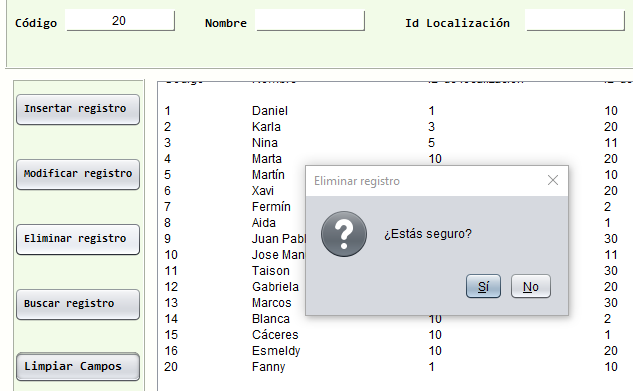 Código 20 Nombre Id Localización
Insertar registro
Modificar registro
Eliminar registro
Buscar registro
Limpiar Campos
Código Nombre
1 Daniel 1 10
2 Karla 3 20
3 Nina 5 11
4 Marta 10 20
5 Martín 10
6 Xavi 20
7 Fermín 2
8 Aida 1
9 Juan Pabl 30
10 Jose Man 11
11 Taison 30
12 Gabriela 20
13 Marcos 30
14 Blanca 10 2
15 Cáceres 10 1
16 Esmeldy 10 20
20 Fanny 1 10
Eliminar registro
¿Estás seguro?
Sí No